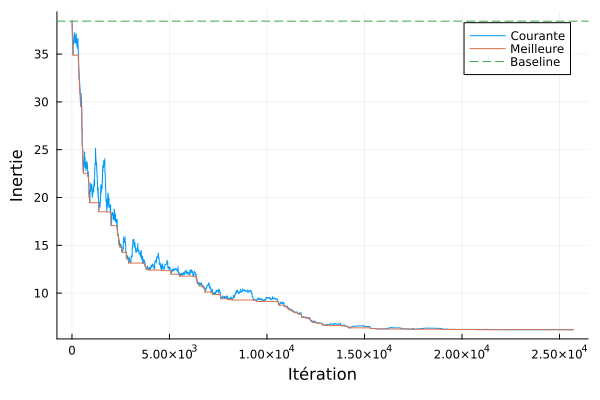 Inertie
35
30
25
20
15
10
Courante
Meilleure
Baseline
0
5.00×10³
1.00×10⁴
1.50×10⁴
2.00×10⁴
2.50×10⁴
Itération